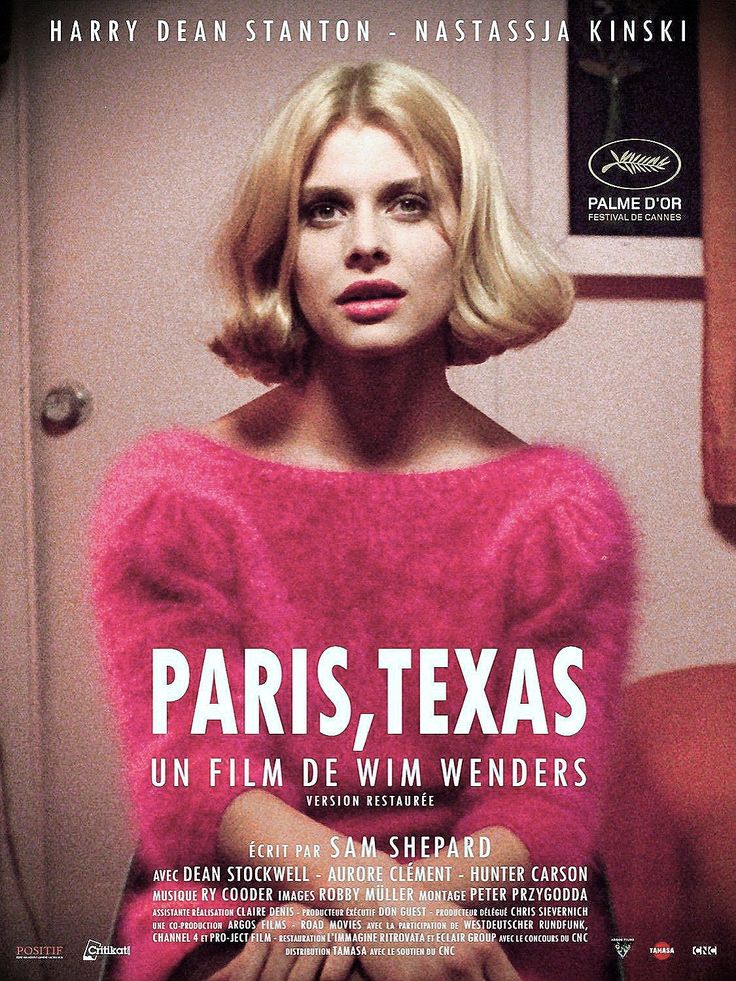 HARRY DEAN STANTON - NASTASSJA KINSKI
PALME D'OR
FESTIVAL DE CANNES
PARIS, TEXAS
UN FILM DE WIM WENDERS
VERSION RESTAURÉE
ÉCRIT PAR SAM SHEPARD
AVEC DEAN STOCKWELL - AURORE CLÉMENT - HUNTER CARSON
MUSIQUE RY COODER IMAGES ROBBY MÜLLER MONTAGE PETER PRZYGODDA
ASSISTANTE RÉALISATION CLAIRE DENIS - PRODUCTEUR ÉXÉCUTIF DON GUEST - PRODUCTEUR DÉLÉGUÉ CHRIS SIEVERNICH
UNE CO-PRODUCTION ARGOS FILMS - ROAD MOVIES AVEC LA PARTICIPATION DE WESTDEUTSCHER RUNDFUNK,
CHANNEL 4 ET PRO-JECT FILM - RESTAURATION L'IMMAGINE RITROVATA ET ECLAIR GROUP AVEC LE CONCOURS DU CNC
DISTRIBUTION TAMASA AVEC LE SOUTIEN DU CNC
POSITIF
Critikat!
ARGOS FILMS
TAMASA
CNC